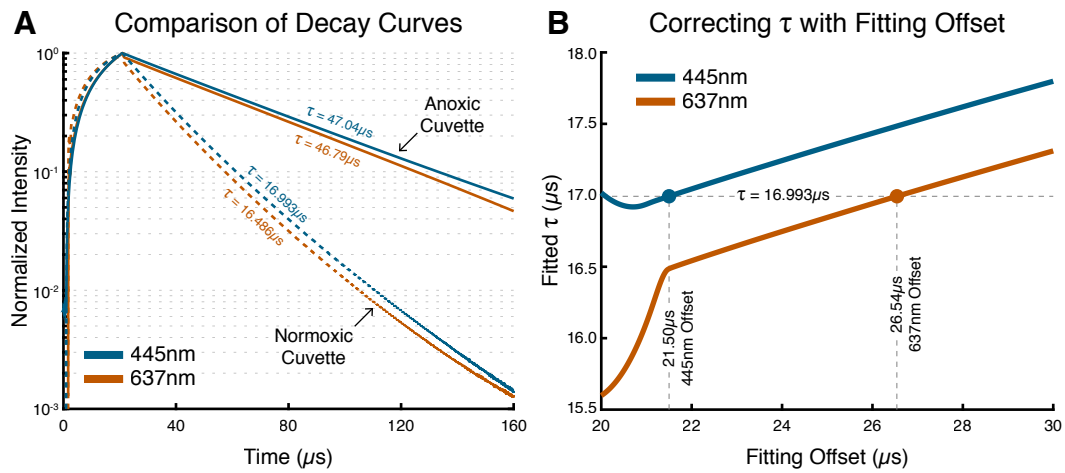 A
Comparison of Decay Curves
Normalized Intensity
10⁰
10⁻¹
10⁻²
10⁻³
τ = 47.04μs
τ = 46.79μs
Anoxic
Cuvette
τ = 16.993μs
τ = 16.486μs
Normoxic
Cuvette
445nm
637nm
0
40
80
120
160
Time (μs)
B
Correcting τ with Fitting Offset
Fitted τ (μs)
18.0
17.5
17.0
16.5
16.0
15.5
445nm
637nm
τ = 16.993μs
21.50μs
445nm Offset
26.54μs
637nm Offset
20
22
24
26
28
30
Fitting Offset (μs)